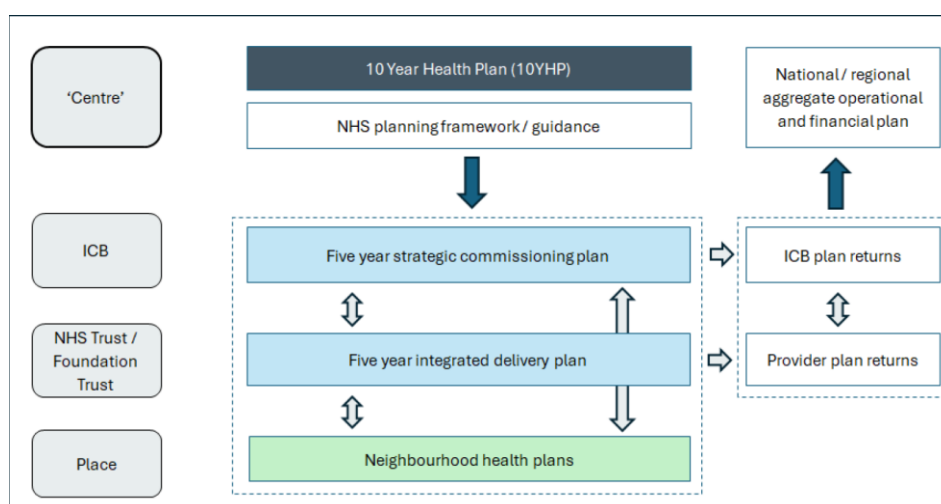 ‘Centre’
10 Year Health Plan (10YHP)
NHS planning framework / guidance
National / regional
aggregate operational
and financial plan
ICB
Five year strategic commissioning plan
ICB plan returns
NHS Trust /
Foundation
Trust
Five year integrated delivery plan
Provider plan returns
Place
Neighbourhood health plans